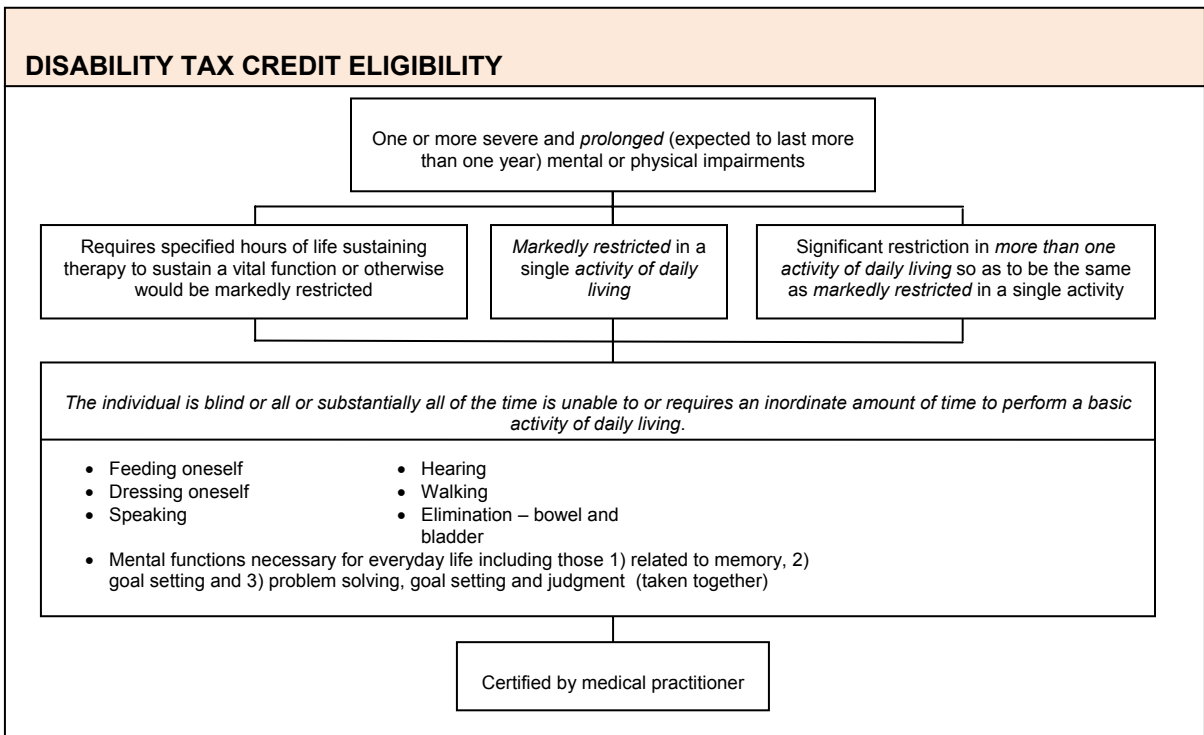 DISABILITY TAX CREDIT ELIGIBILITY
One or more severe and prolonged (expected to last more
than one year) mental or physical impairments
Requires specified hours of life sustaining
therapy to sustain a vital function or otherwise
would be markedly restricted
Markedly restricted in a
single activity of daily
living
Significant restriction in more than one
activity of daily living so as to be the same
as markedly restricted in a single activity
The individual is blind or all or substantially all of the time is unable to or requires an inordinate amount of time to perform a basic
activity of daily living.
• Feeding oneself
• Dressing oneself
• Speaking
• Hearing
• Walking
• Elimination – bowel and
bladder
• Mental functions necessary for everyday life including those 1) related to memory, 2)
goal setting and 3) problem solving, goal setting and judgment (taken together)
Certified by medical practitioner